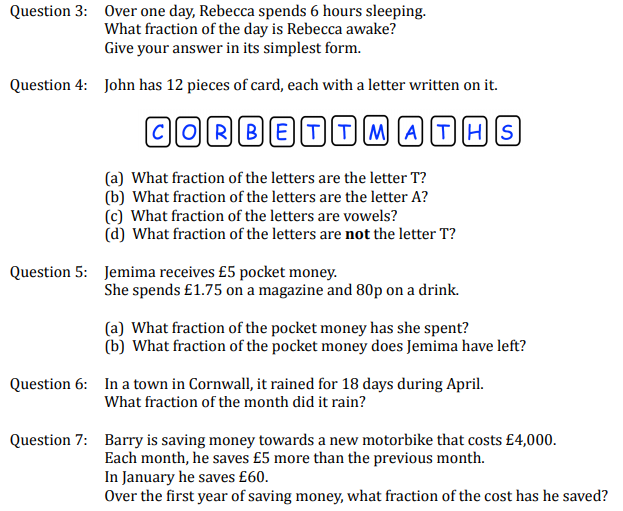 Question 3: Over one day, Rebecca spends 6 hours sleeping.
What fraction of the day is Rebecca awake?
Give your answer in its simplest form.
Question 4: John has 12 pieces of card, each with a letter written on it.
C O R B E T T M A T H S
(a) What fraction of the letters are the letter T?
(b) What fraction of the letters are the letter A?
(c) What fraction of the letters are vowels?
(d) What fraction of the letters are not the letter T?
Question 5: Jemima receives £5 pocket money.
She spends £1.75 on a magazine and 80p on a drink.
(a) What fraction of the pocket money has she spent?
(b) What fraction of the pocket money does Jemima have left?
Question 6: In a town in Cornwall, it rained for 18 days during April.
What fraction of the month did it rain?
Question 7: Barry is saving money towards a new motorbike that costs £4,000.
Each month, he saves £5 more than the previous month.
In January he saves £60.
Over the first year of saving money, what fraction of the cost has he saved?